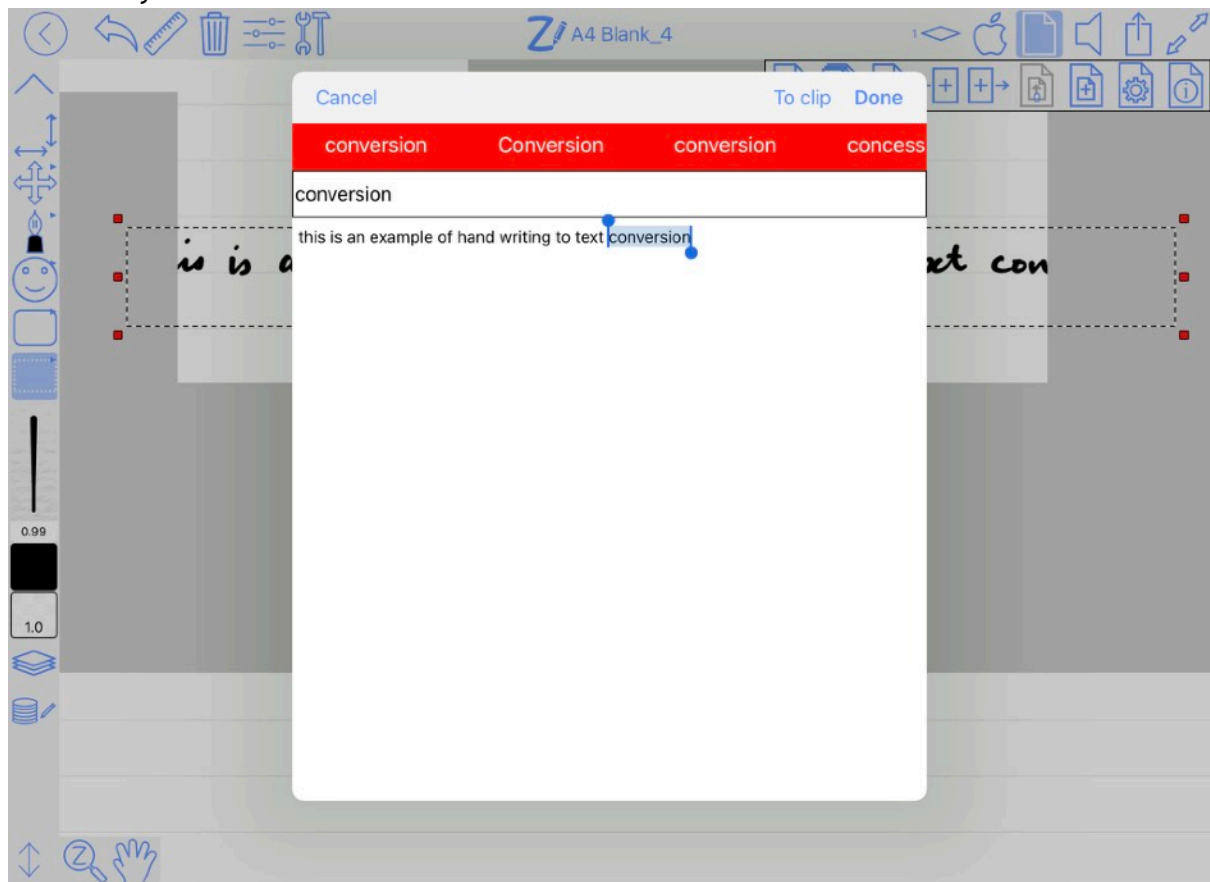 A4 Blank_4
1
Cancel To clip Done
conversion Conversion conversion concess
conversion
this is an example of hand writing to text conversion
is is a
xt con
0.99
1.0